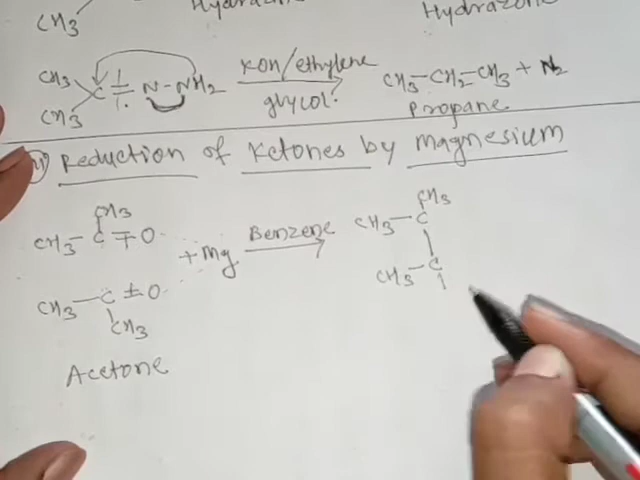 Hydrazine
Hydrazone
CH3
CH3
C = N - NH2 KOH/ethylene CH3-CH2-CH3 + N2
CH3 glycol. Propane
Reduction of Ketones by Magnesium
CH3 CH3
CH3-C=O Benzene CH3-C
+ Mg
CH3-C=O CH3-C
CH3
Acetone